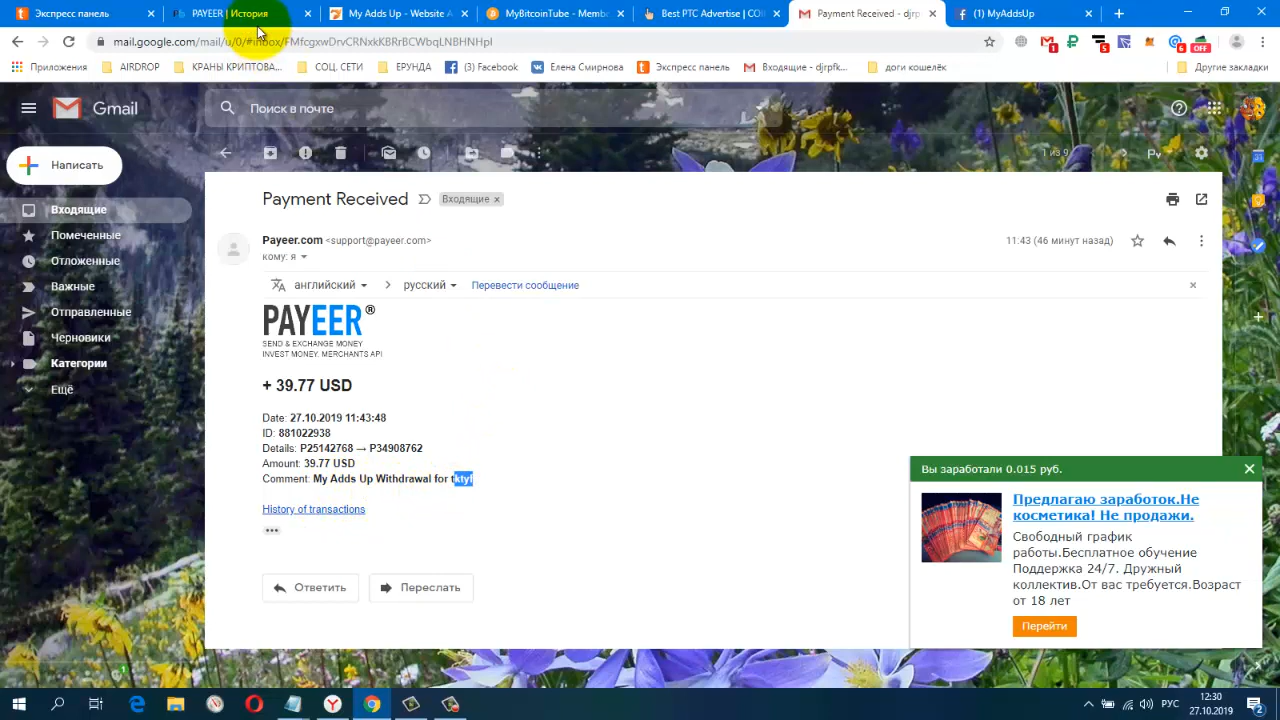 Экспресс панель
PAYEER | История
My Adds Up - Website A
MyBitcoinTube - Membe
Best PTC Advertise | CO
Payment Received - djrp
(1) MyAddsUp
mail.google.com/mail/u/0/#inbox/FMfcgxwDrvCRNxkKBRrBCWbqLNBHNHpl
1
5
6
OFF
Приложения
AIRDROP
КРАНЫ КРИПТОВА...
СОЦ. СЕТИ
ЕРУНДА
(3) Facebook
Елена Смирнова
Экспресс панель
Входящие - djrpfk...
доги кошелёк
Другие закладки
Gmail
Поиск в почте
Написать
1 из 9
Входящие
Помеченные
Отложенные
Важные
Отправленные
Черновики
Категории
Ещё
Payment Received
Входящие ×
Payeer.com <support@payeer.com>
кому: я
11:43 (46 минут назад)
английский
русский
Перевести сообщение
PAYEER®
SEND & EXCHANGE MONEY
INVEST MONEY. MERCHANTS API
+ 39.77 USD
Date: 27.10.2019 11:43:48
ID: 881022938
Details: P25142768 → P34908762
Amount: 39.77 USD
Comment: My Adds Up Withdrawal for tktyf
History of transactions
Ответить
Переслать
Вы заработали 0.015 руб.
Предлагаю заработок.Не
косметика! Не продажи.
Свободный график
работы.Бесплатное обучение
Поддержка 24/7. Дружный
коллектив.От вас требуется.Возраст
от 18 лет
Перейти
РУС
12:30
27.10.2019
2